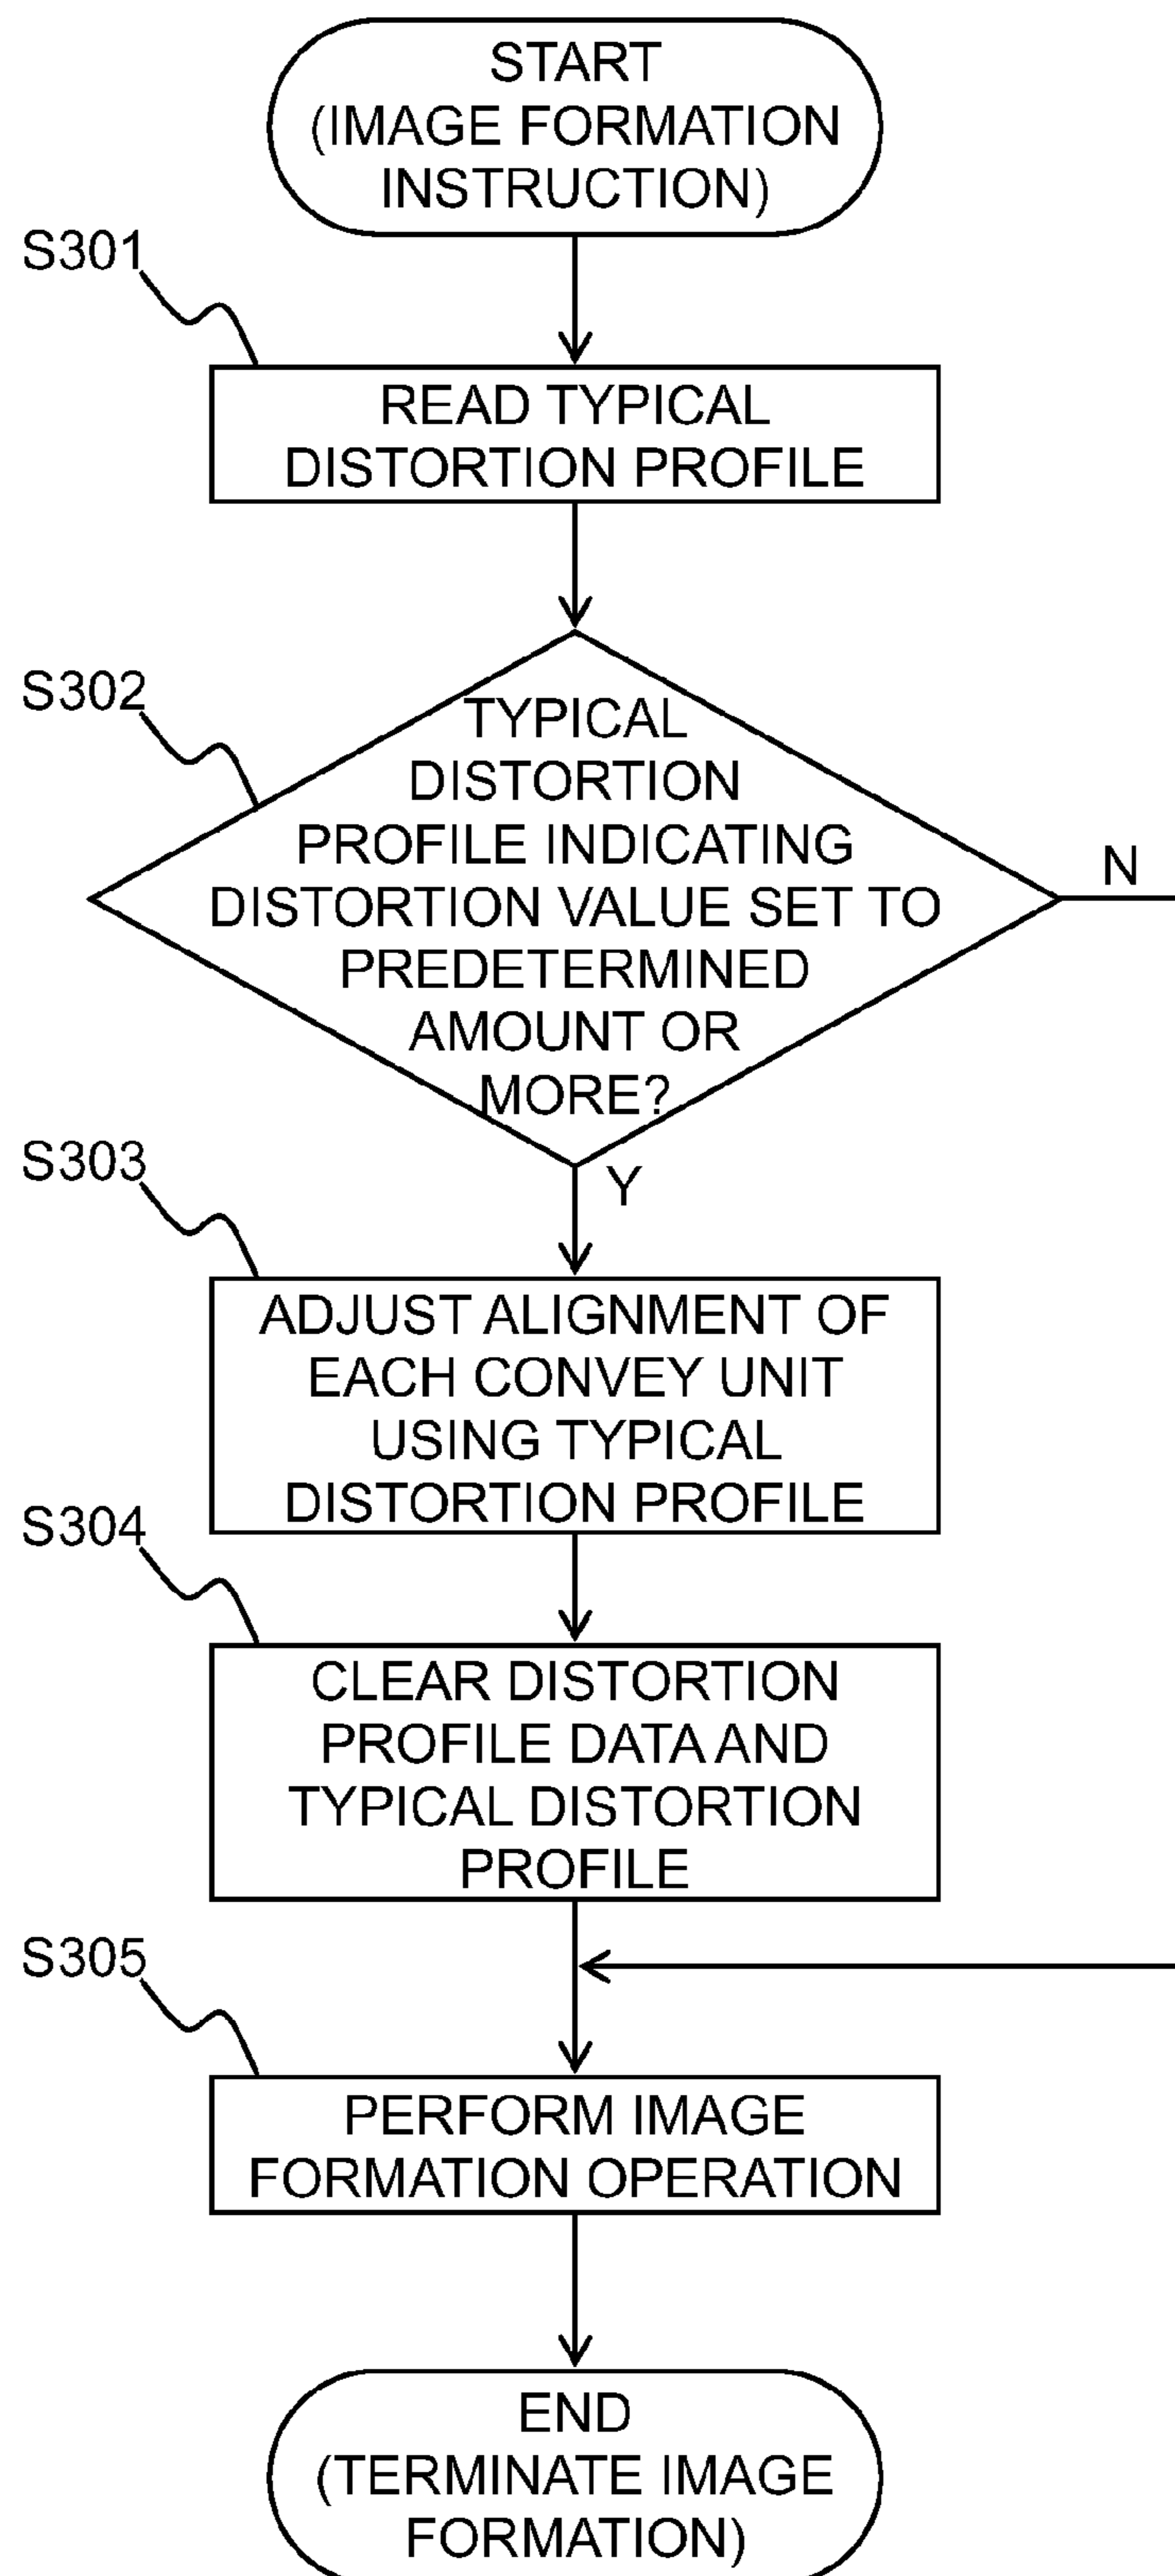 START
(IMAGE FORMATION
INSTRUCTION)
S301
READ TYPICAL
DISTORTION PROFILE
S302
TYPICAL
DISTORTION
PROFILE INDICATING
DISTORTION VALUE SET TO
PREDETERMINED
AMOUNT OR
MORE?
N
Y
S303
ADJUST ALIGNMENT OF
EACH CONVEY UNIT
USING TYPICAL
DISTORTION PROFILE
S304
CLEAR DISTORTION
PROFILE DATA AND
TYPICAL DISTORTION
PROFILE
S305
PERFORM IMAGE
FORMATION OPERATION
END
(TERMINATE IMAGE
FORMATION)